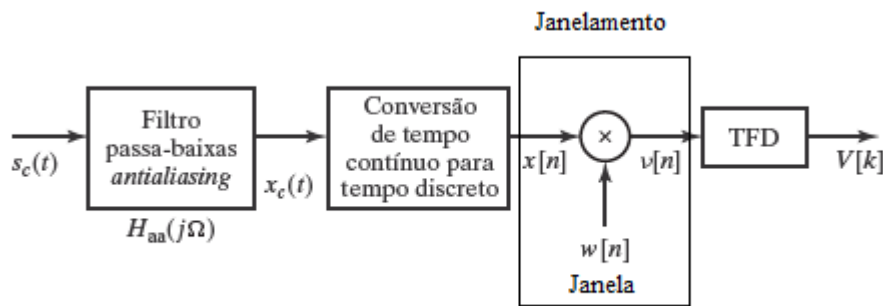 Janelamento
Filtro
passa-baixas
antialiasing
Conversão
de tempo
contínuo para
tempo discreto
×
TFD
s_c(t)
x_c(t)
x[n]
v[n]
V[k]
H_aa(jΩ)
w[n]
Janela